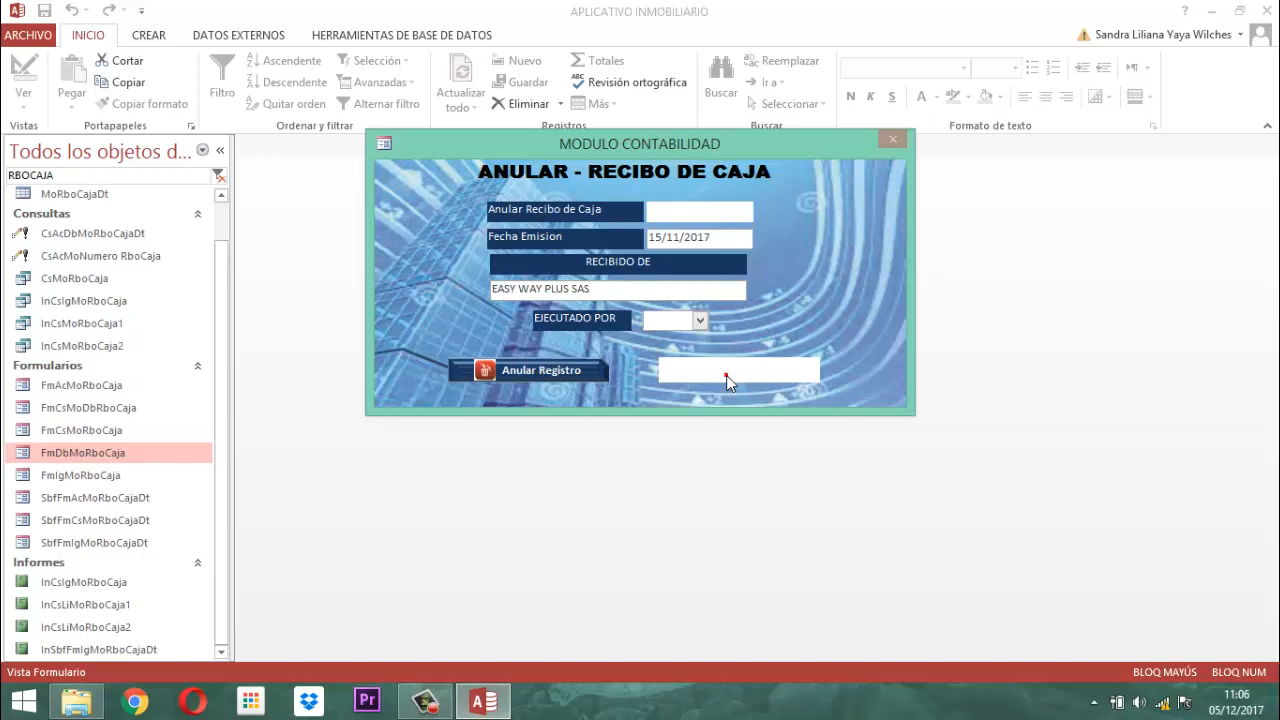 APLICATIVO INMOBILIARIO
?
ARCHIVO INICIO CREAR DATOS EXTERNOS HERRAMIENTAS DE BASE DE DATOS
Sandra Liliana Yaya Wilches
Ver
Vistas
Pegar
Cortar
Copiar
Copiar formato
Portapapeles
Filtro
Ascendente
Descendente
Quitar orden
Selección
Avanzadas
Alternar filtro
Ordenar y filtrar
Actualizar
todo
Nuevo
Guardar
Eliminar
Totales
Revisión ortográfica
Más
Registros
Buscar
Reemplazar
Ir a
Seleccionar
Buscar
N K S A
Formato de texto
Todos los objetos d...
RBOCAJA
MoRboCajaDt
Consultas
CsAcDbMoRboCajaDt
CsAcMoNumero RboCaja
CsMoRboCaja
InCsIgMoRboCaja
InCsMoRboCaja1
InCsMoRboCaja2
Formularios
FmAcMoRboCaja
FmCsMoDbRboCaja
FmCsMoRboCaja
FmDbMoRboCaja
FmIgMoRboCaja
SbfFmAcMoRboCajaDt
SbfFmCsMoRboCajaDt
SbfFmIgMoRboCajaDt
Informes
InCsIgMoRboCaja
InCsLiMoRboCaja1
InCsLiMoRboCaja2
InSbfFmIgMoRboCajaDt
MODULO CONTABILIDAD
ANULAR - RECIBO DE CAJA
Anular Recibo de Caja
Fecha Emision 15/11/2017
RECIBIDO DE
EASY WAY PLUS SAS
EJECUTADO POR
Anular Registro
Vista Formulario
BLOQ MAYÚS BLOQ NUM
Pr
11:06
05/12/2017